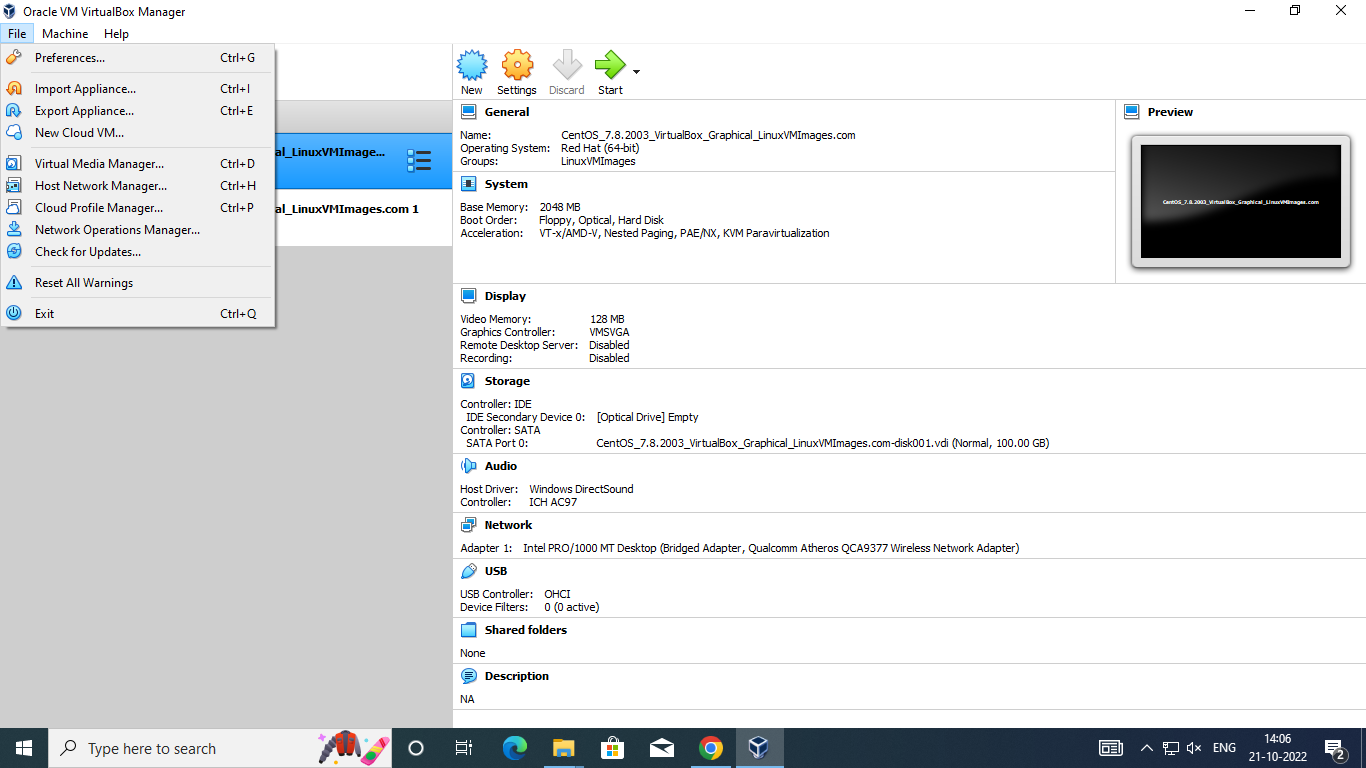 Oracle VM VirtualBox Manager
File Machine Help
Preferences... Ctrl+G
Import Appliance... Ctrl+I
Export Appliance... Ctrl+E
New Cloud VM...
Virtual Media Manager... Ctrl+D
Host Network Manager... Ctrl+H
Cloud Profile Manager... Ctrl+P
Network Operations Manager...
Check for Updates...
Reset All Warnings
Exit Ctrl+Q
al_LinuxVMImage...
al_LinuxVMImages.com 1
New Settings Discard Start
General
Name: CentOS_7.8.2003_VirtualBox_Graphical_LinuxVMImages.com
Operating System: Red Hat (64-bit)
Groups: LinuxVMImages
Preview
CentOS_7.8.2003_VirtualBox_Graphical_LinuxVMImages.com
System
Base Memory: 2048 MB
Boot Order: Floppy, Optical, Hard Disk
Acceleration: VT-x/AMD-V, Nested Paging, PAE/NX, KVM Paravirtualization
Display
Video Memory: 128 MB
Graphics Controller: VMSVGA
Remote Desktop Server: Disabled
Recording: Disabled
Storage
Controller: IDE
IDE Secondary Device 0: [Optical Drive] Empty
Controller: SATA
SATA Port 0: CentOS_7.8.2003_VirtualBox_Graphical_LinuxVMImages.com-disk001.vdi (Normal, 100.00 GB)
Audio
Host Driver: Windows DirectSound
Controller: ICH AC97
Network
Adapter 1: Intel PRO/1000 MT Desktop (Bridged Adapter, Qualcomm Atheros QCA9377 Wireless Network Adapter)
USB
USB Controller: OHCI
Device Filters: 0 (0 active)
Shared folders
None
Description
NA
Type here to search
ENG
14:06
21-10-2022
2